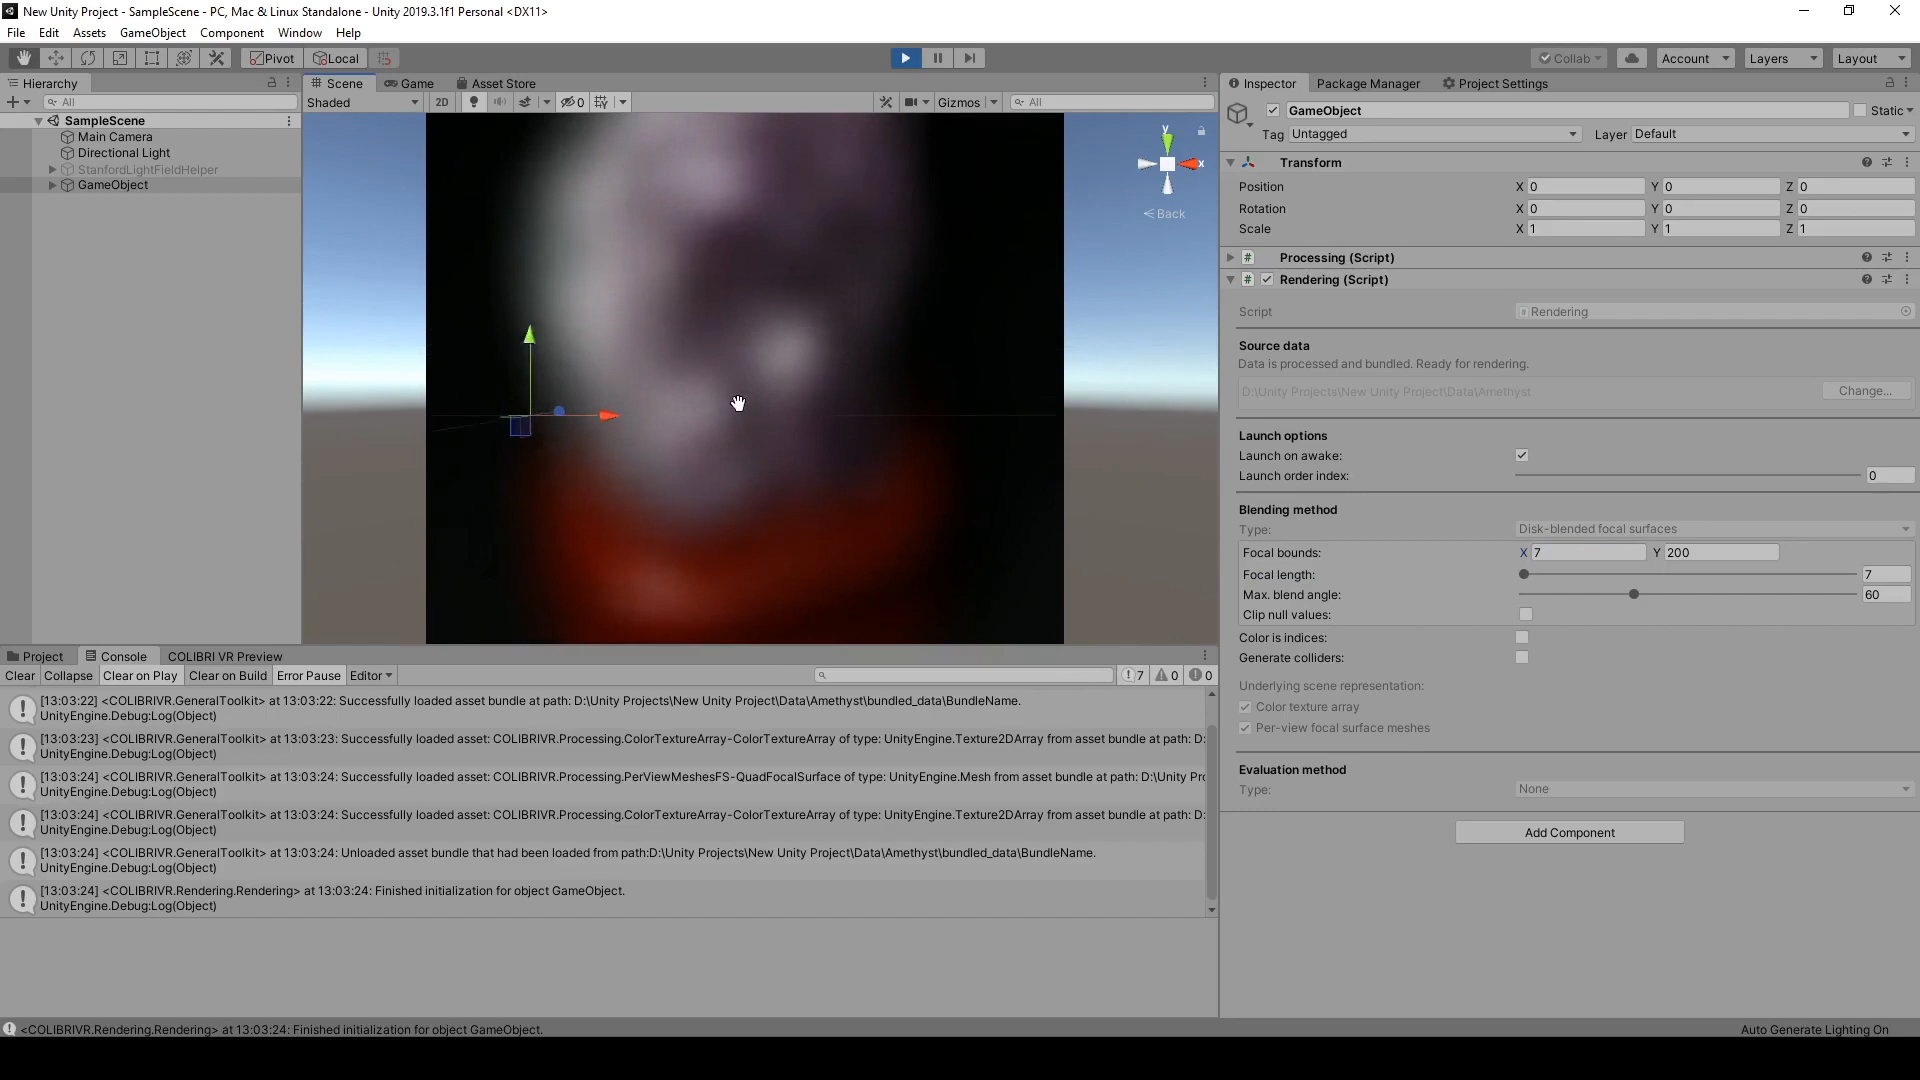 New Unity Project - SampleScene - PC, Mac & Linux Standalone - Unity 2019.3.1f1 Personal <DX11>
File Edit Assets GameObject Component Window Help
Pivot Local Collab Account Layers Layout
Hierarchy
All
SampleScene
Main Camera
Directional Light
StanfordLightFieldHelper
GameObject
Scene Game Asset Store
Shaded 2D 0 Gizmos All
y
x
Back
Inspector Package Manager Project Settings
GameObject Static
Tag Untagged Layer Default
Transform
Position X 0 Y 0 Z 0
Rotation X 0 Y 0 Z 0
Scale X 1 Y 1 Z 1
# Processing (Script)
# Rendering (Script)
Script Rendering
Source data
Data is processed and bundled. Ready for rendering.
D:\Unity Projects\New Unity Project\Data\Amethyst Change...
Launch options
Launch on awake:
Launch order index: 0
Blending method
Type: Disk-blended focal surfaces
Focal bounds: X 7 Y 200
Focal length: 7
Max. blend angle: 60
Clip null values:
Color is indices:
Generate colliders:
Underlying scene representation:
Color texture array
Per-view focal surface meshes
Evaluation method
Type: None
Add Component
Project Console COLIBRI VR Preview
Clear Collapse Clear on Play Clear on Build Error Pause Editor 7 0 0
[13:03:22] <COLIBRIVR.GeneralToolkit> at 13:03:22: Successfully loaded asset bundle at path: D:\Unity Projects\New Unity Project\Data\Amethyst\bundled_data\BundleName.
UnityEngine.Debug:Log(Object)
[13:03:23] <COLIBRIVR.GeneralToolkit> at 13:03:23: Successfully loaded asset: COLIBRIVR.Processing.ColorTextureArray-ColorTextureArray of type: UnityEngine.Texture2DArray from asset bundle at path: D:
UnityEngine.Debug:Log(Object)
[13:03:24] <COLIBRIVR.GeneralToolkit> at 13:03:24: Successfully loaded asset: COLIBRIVR.Processing.PerViewMeshesFS-QuadFocalSurface of type: UnityEngine.Mesh from asset bundle at path: D:\Unity Pro
UnityEngine.Debug:Log(Object)
[13:03:24] <COLIBRIVR.GeneralToolkit> at 13:03:24: Successfully loaded asset: COLIBRIVR.Processing.ColorTextureArray-ColorTextureArray of type: UnityEngine.Texture2DArray from asset bundle at path: D:
UnityEngine.Debug:Log(Object)
[13:03:24] <COLIBRIVR.GeneralToolkit> at 13:03:24: Unloaded asset bundle that had been loaded from path:D:\Unity Projects\New Unity Project\Data\Amethyst\bundled_data\BundleName.
UnityEngine.Debug:Log(Object)
[13:03:24] <COLIBRIVR.Rendering.Rendering> at 13:03:24: Finished initialization for object GameObject.
UnityEngine.Debug:Log(Object)
<COLIBRIVR.Rendering.Rendering> at 13:03:24: Finished initialization for object GameObject.
Auto Generate Lighting On